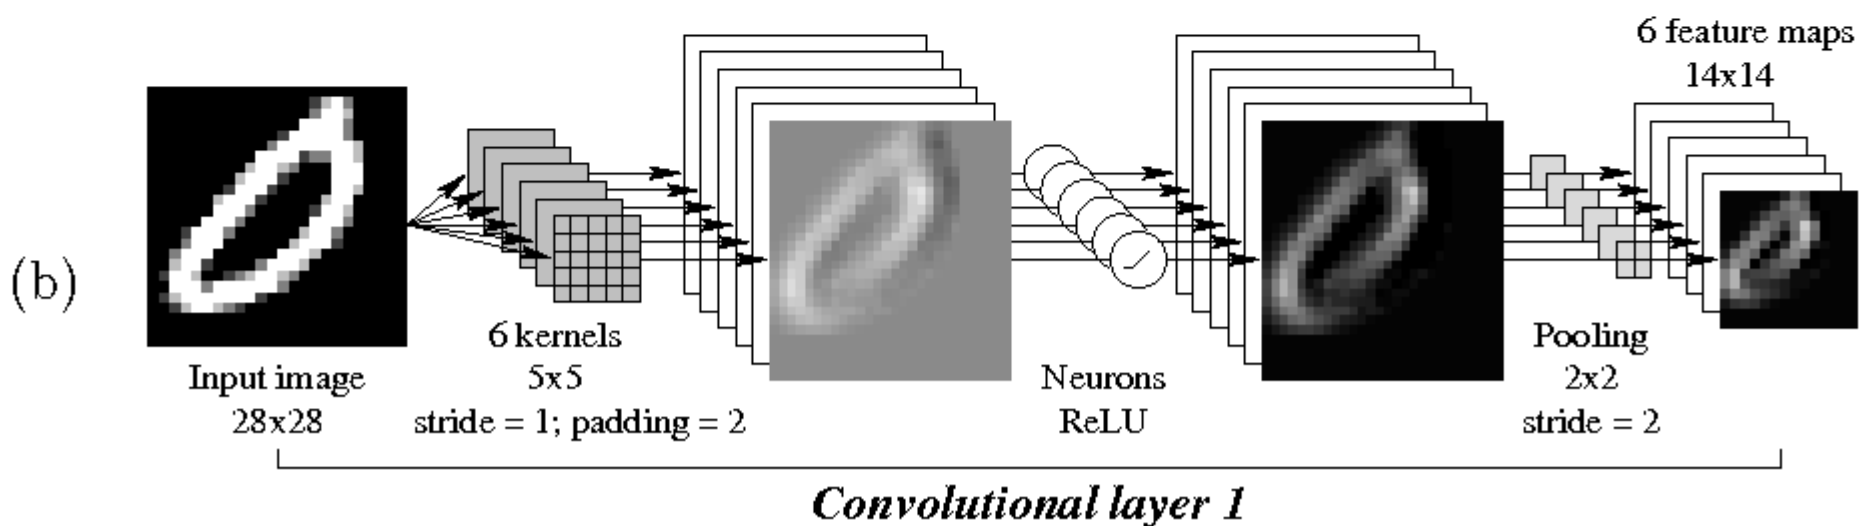 (b)
Input image
28x28
6 kernels
5x5
stride = 1; padding = 2
Neurons
ReLU
Pooling
2x2
stride = 2
6 feature maps
14x14
Convolutional layer 1